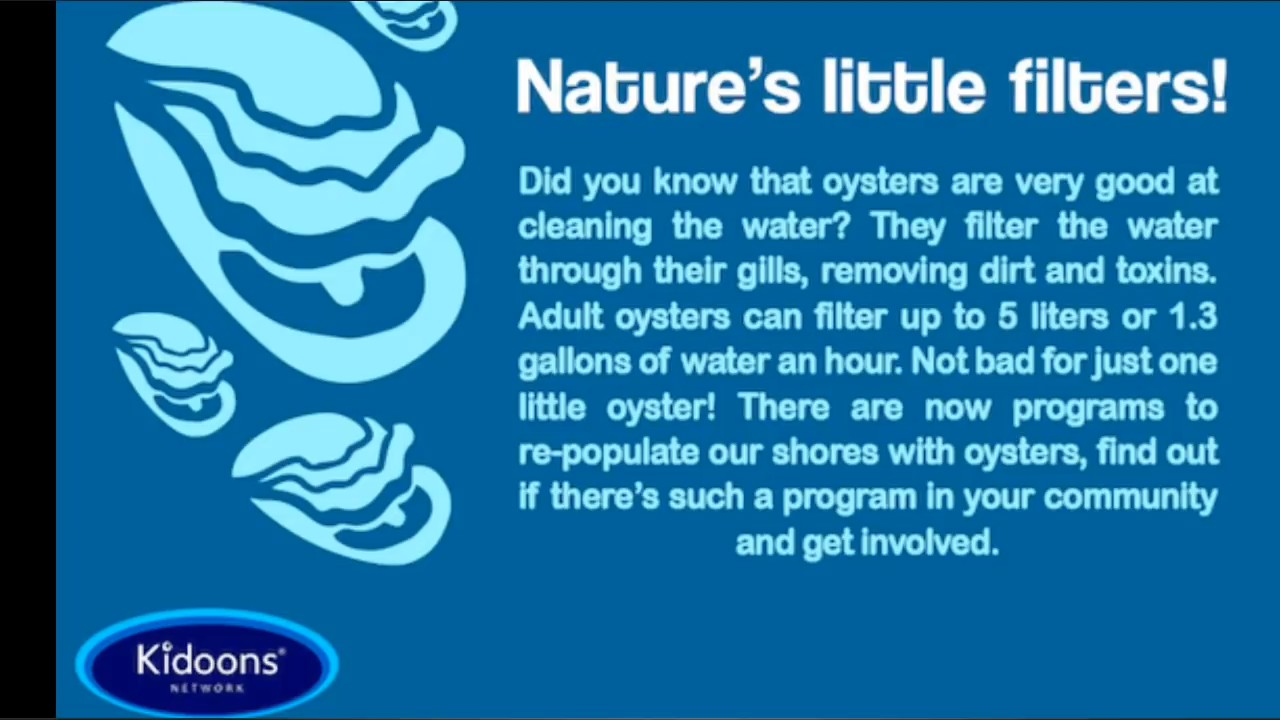 Nature's little filters!
Did you know that oysters are very good at
cleaning the water? They filter the water
through their gills, removing dirt and toxins.
Adult oysters can filter up to 5 liters or 1.3
gallons of water an hour. Not bad for just one
little oyster! There are now programs to
re-populate our shores with oysters, find out
if there's such a program in your community
and get involved.
Kidoons®
NETWORK